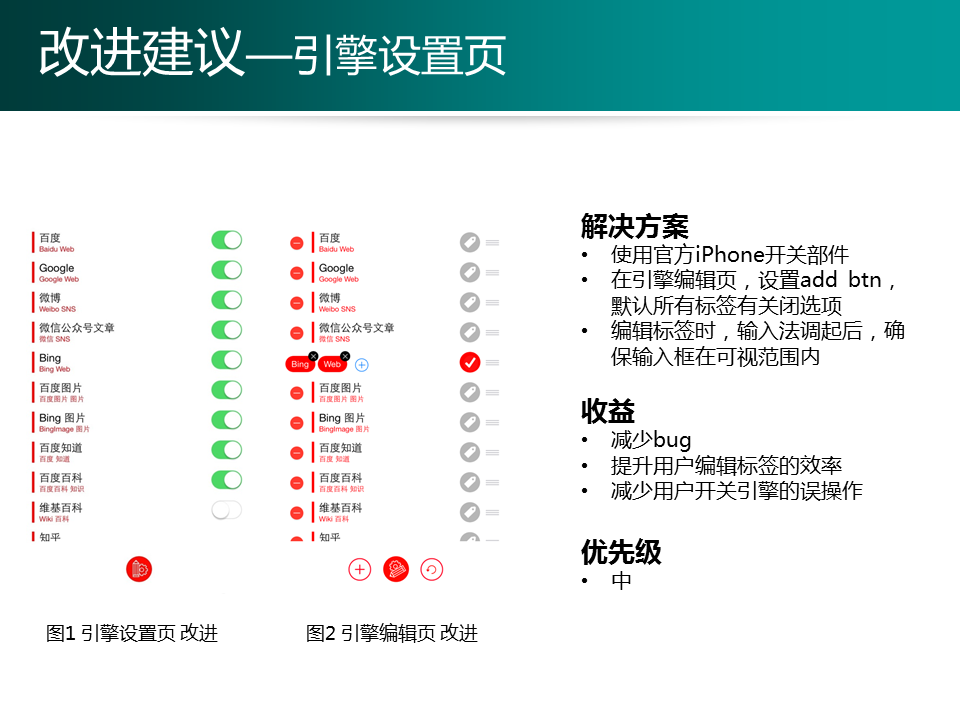 改进建议—引擎设置页
百度
Baidu Web
Google
Google Web
微博
Weibo SNS
微信公众号文章
微信 SNS
Bing
Bing Web
百度图片
百度图片 图片
Bing 图片
BingImage 图片
百度知道
百度 知道
百度百科
百度百科 知识
维基百科
Wiki 百科
知乎
图1 引擎设置页 改进
百度
Baidu Web
Google
Google Web
微博
Weibo SNS
微信公众号文章
微信 SNS
Bing Web
百度图片
百度图片 图片
Bing 图片
BingImage 图片
百度知道
百度 知道
百度百科
百度百科 知识
维基百科
Wiki 百科
知乎
图2 引擎编辑页 改进
解决方案
• 使用官方iPhone开关部件
• 在引擎编辑页，设置add btn，
默认所有标签有关闭选项
• 编辑标签时，输入法调起后，确
保输入框在可视范围内
收益
• 减少bug
• 提升用户编辑标签的效率
• 减少用户开关引擎的误操作
优先级
• 中